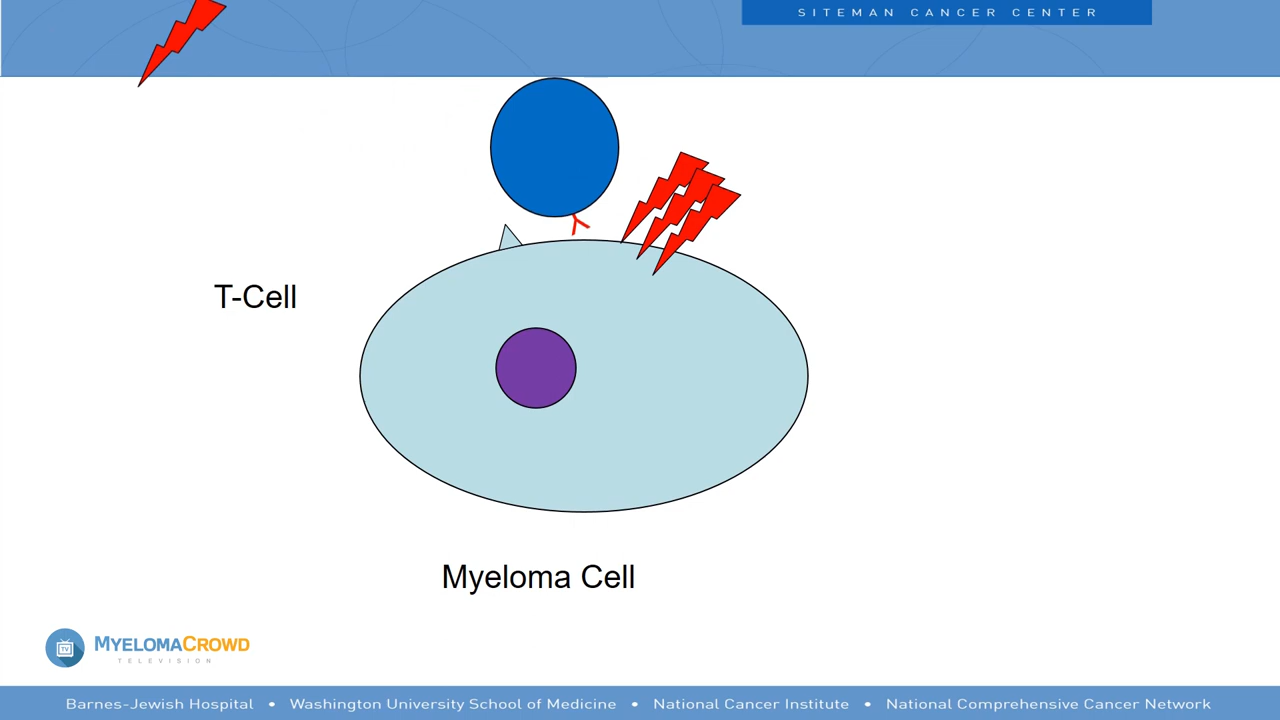 SITEMAN CANCER CENTER
T-Cell
Myeloma Cell
TV
MYELOMACROWD
TELEVISION
Barnes-Jewish Hospital • Washington University School of Medicine • National Cancer Institute • National Comprehensive Cancer Network